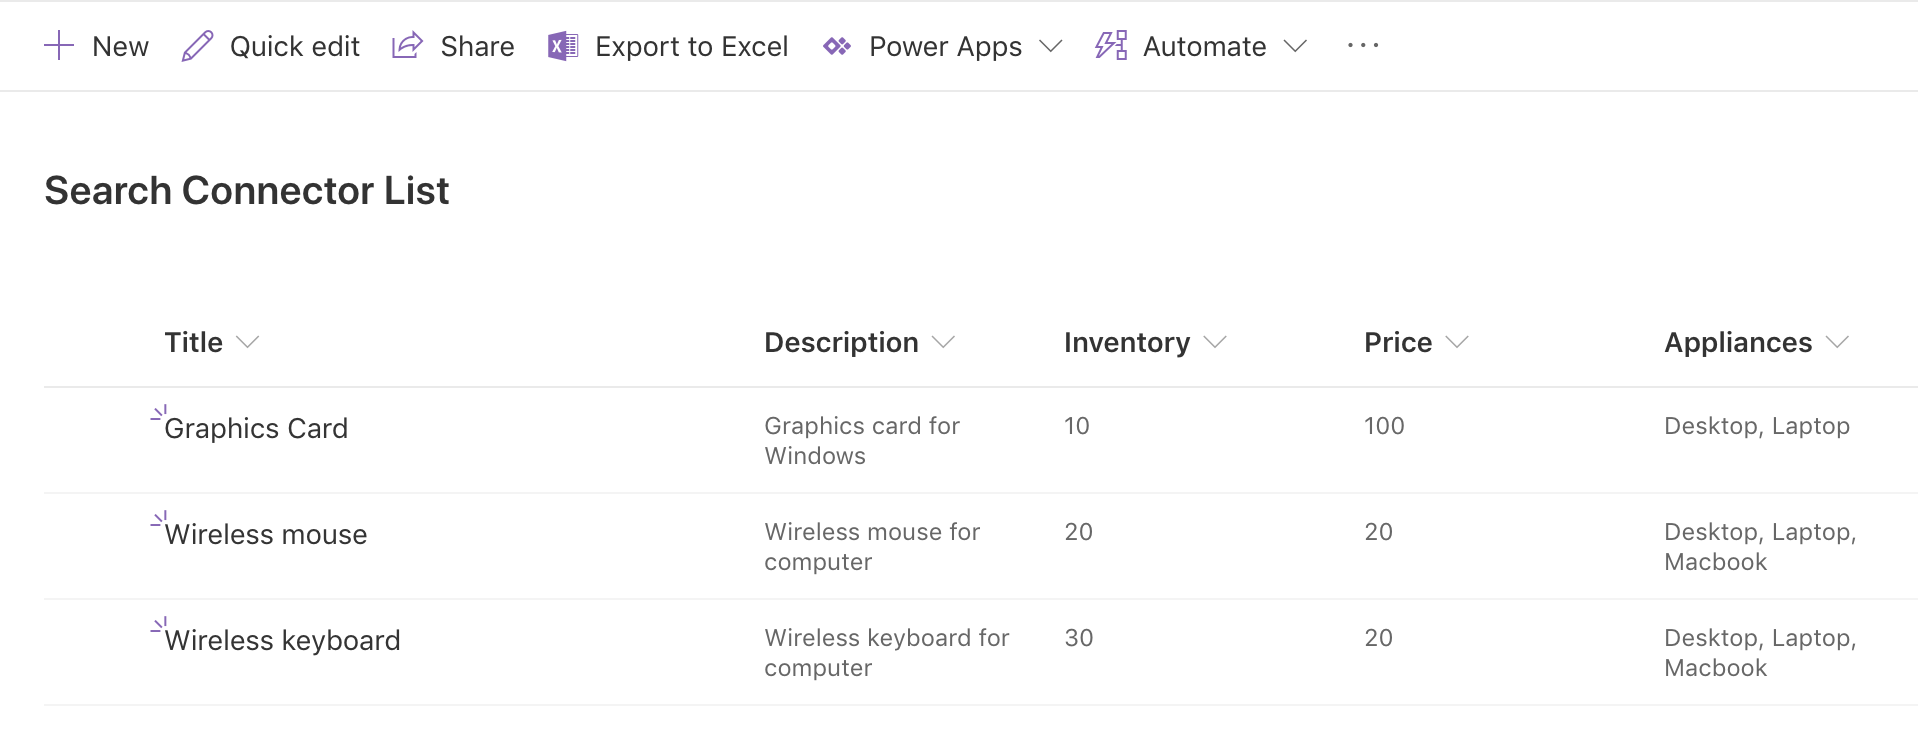 New Quick edit Share Export to Excel Power Apps Automate ...
Search Connector List
Title Description Inventory Price Appliances
Graphics Card Graphics card for 10 100 Desktop, Laptop
Windows
Wireless mouse Wireless mouse for 20 20 Desktop, Laptop,
computer Macbook
Wireless keyboard Wireless keyboard for 30 20 Desktop, Laptop,
computer Macbook